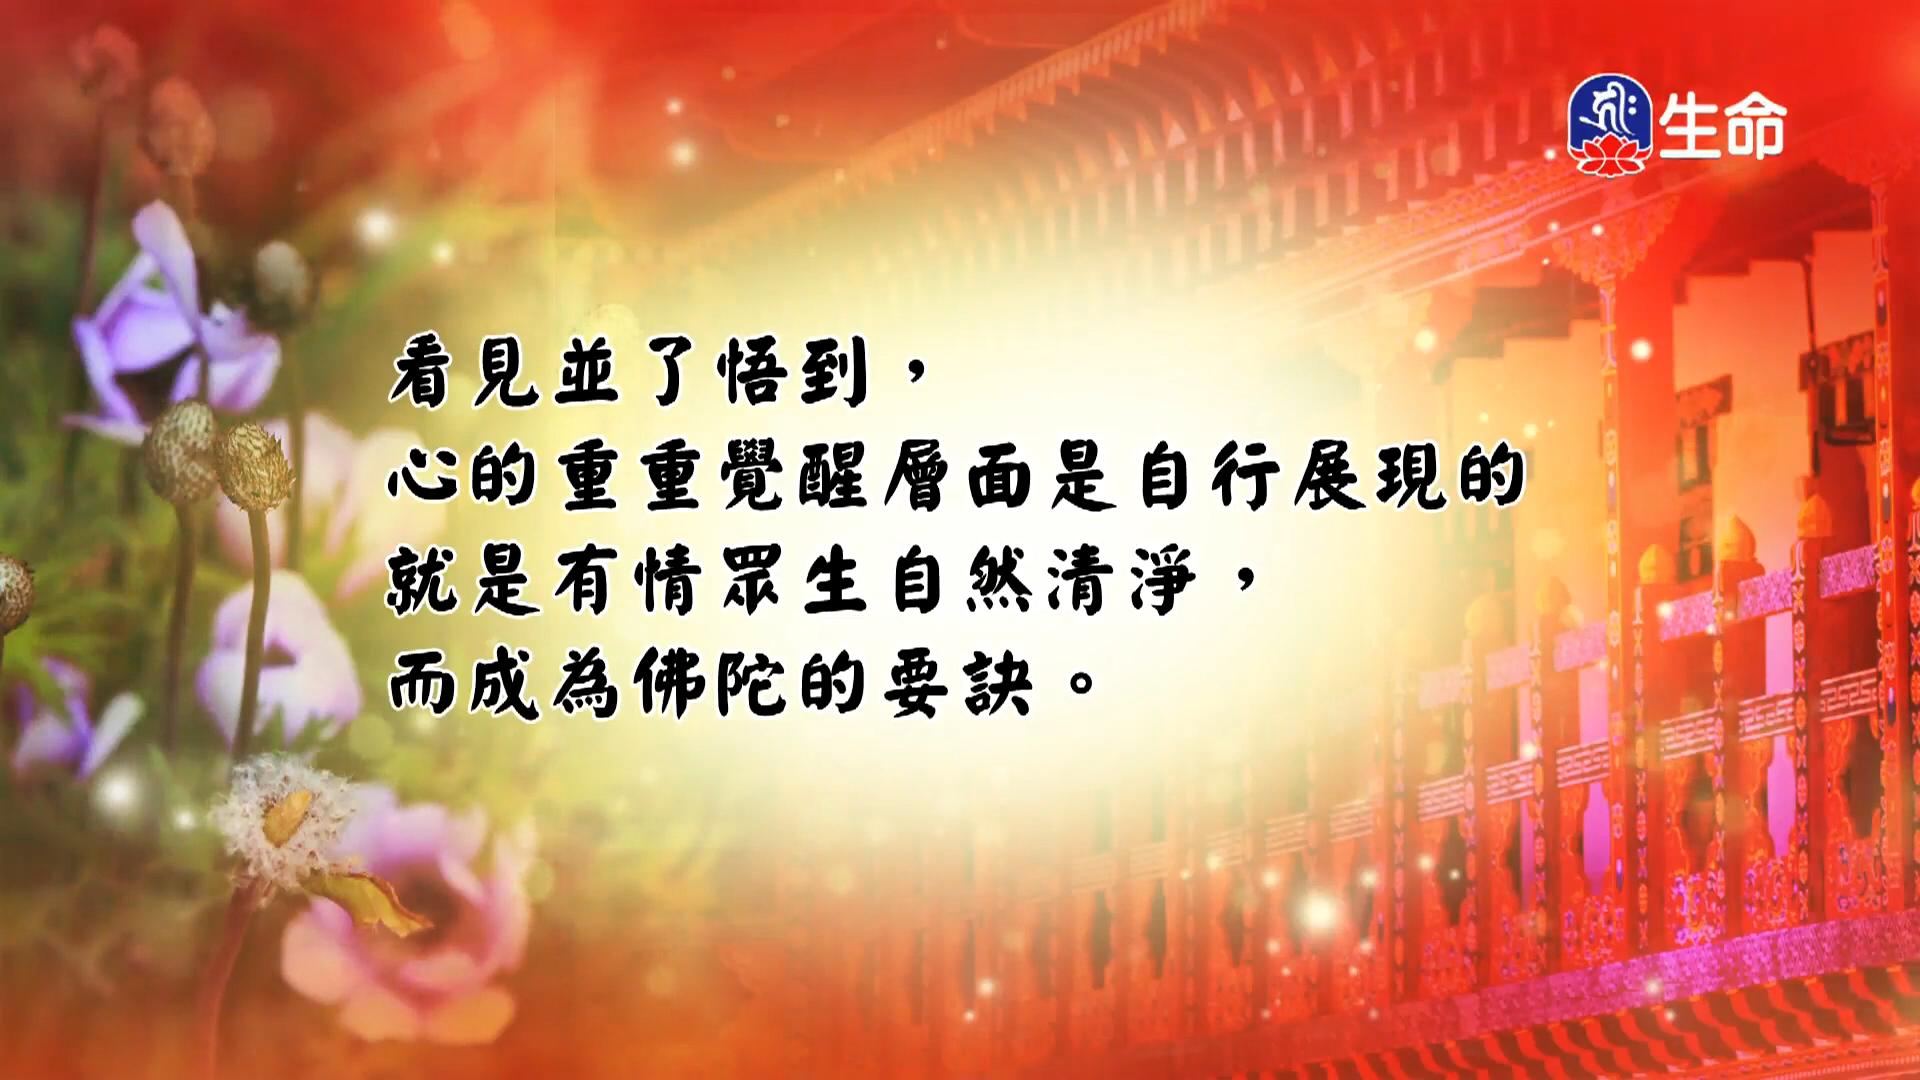 生命
看見並了悟到，
心的重重覺醒層面是自行展現的
就是有情眾生自然清淨，
而成為佛陀的要訣。